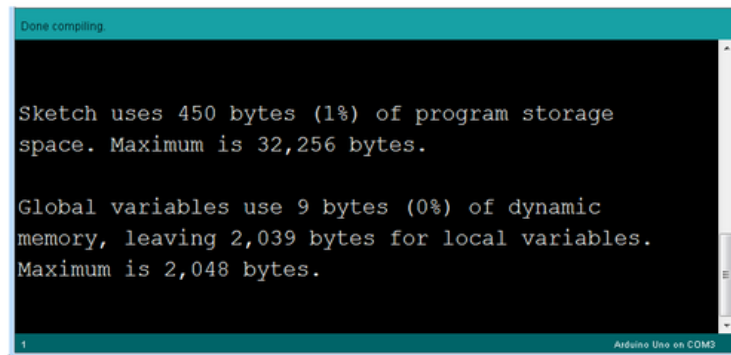 Done compiling.
Sketch uses 450 bytes (1%) of program storage
space. Maximum is 32,256 bytes.
Global variables use 9 bytes (0%) of dynamic
memory, leaving 2,039 bytes for local variables.
Maximum is 2,048 bytes.
1
Arduino Uno on COM3